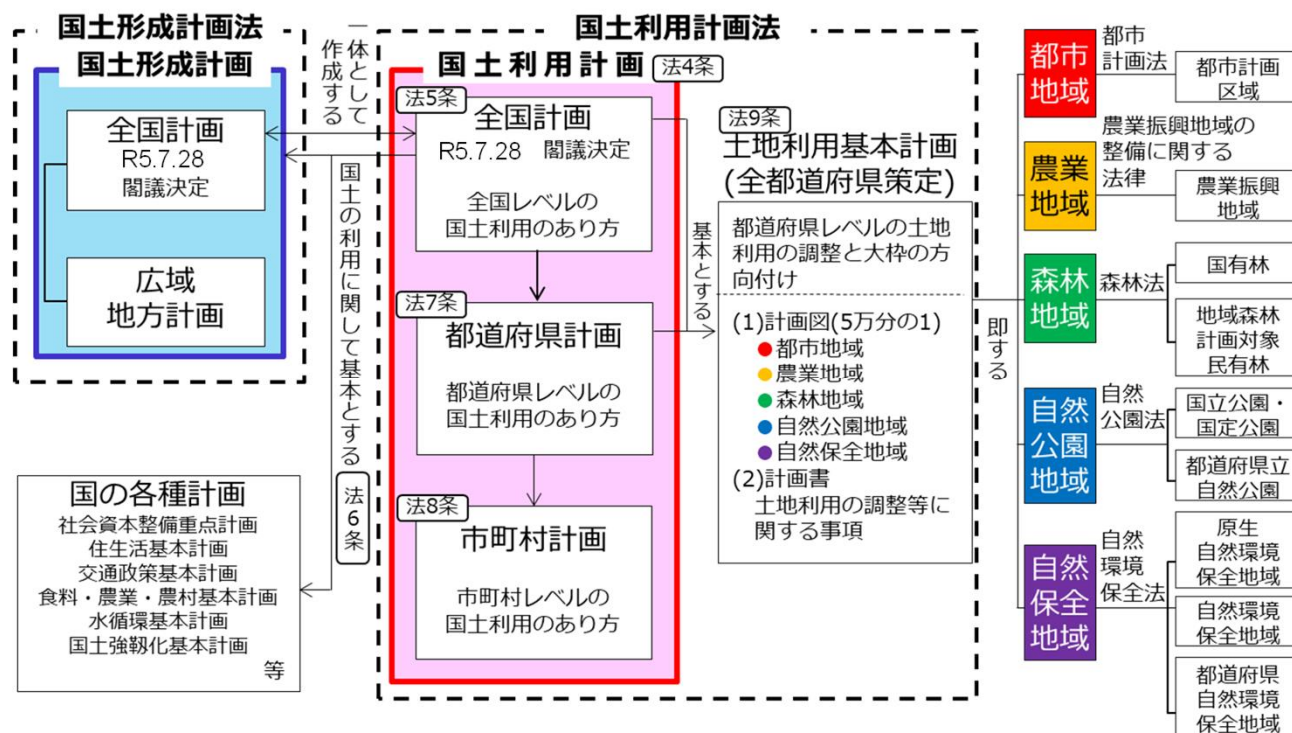 国土形成計画法
国土形成計画
全国計画
R5.7.28
閣議決定
広域
地方計画
一体として
作成する
国土の利用に関して基本とする
法6条
国の各種計画
社会資本整備重点計画
住生活基本計画
交通政策基本計画
食料・農業・農村基本計画
水循環基本計画
国土強靱化基本計画
等
国土利用計画法
国土利用計画
法4条
法5条
全国計画
R5.7.28 閣議決定
全国レベルの
国土利用のあり方
法7条
都道府県計画
都道府県レベルの
国土利用のあり方
法8条
市町村計画
市町村レベルの
国土利用のあり方
基本とする
法9条
土地利用基本計画
(全都道府県策定)
都道府県レベルの土地
利用の調整と大枠の方
向付け
(1)計画図(5万分の1)
都市地域
農業地域
森林地域
自然公園地域
自然保全地域
(2)計画書
土地利用の調整等に
関する事項
即する
都市
地域
都市
計画法
都市計画
区域
農業
地域
農業振興地域の
整備に関する
法律
農業振興
地域
森林
地域
森林法
国有林
地域森林
計画対象
民有林
自然
公園
地域
自然
公園法
国立公園・
国定公園
都道府県立
自然公園
自然
保全
地域
自然
環境
保全法
原生
自然環境
保全地域
自然環境
保全地域
都道府県
自然環境
保全地域